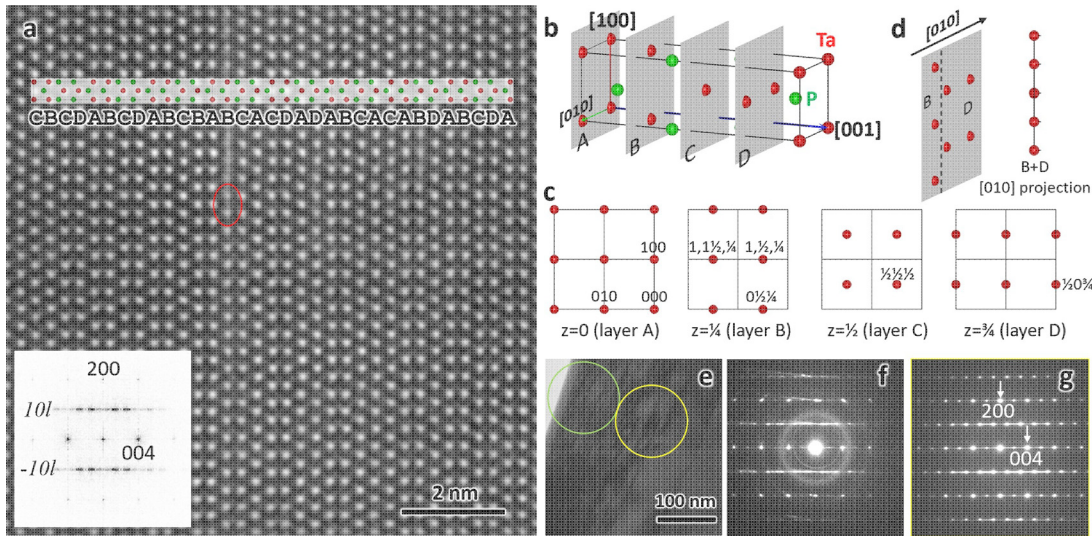 a
CBCDABCDABCBABCACDADABCACABDABCDA
200
10l
004
-10l
2 nm
b
[100]
Ta
P
[010]
[001]
A
B
C
D
c
100
010
000
z=0 (layer A)
1,1½,¼
1,½,¼
0½¼
z=¼ (layer B)
½½½
z=½ (layer C)
½0¾
z=¾ (layer D)
d
[010]
B
D
B+D
[010] projection
e
100 nm
f
g
200
004